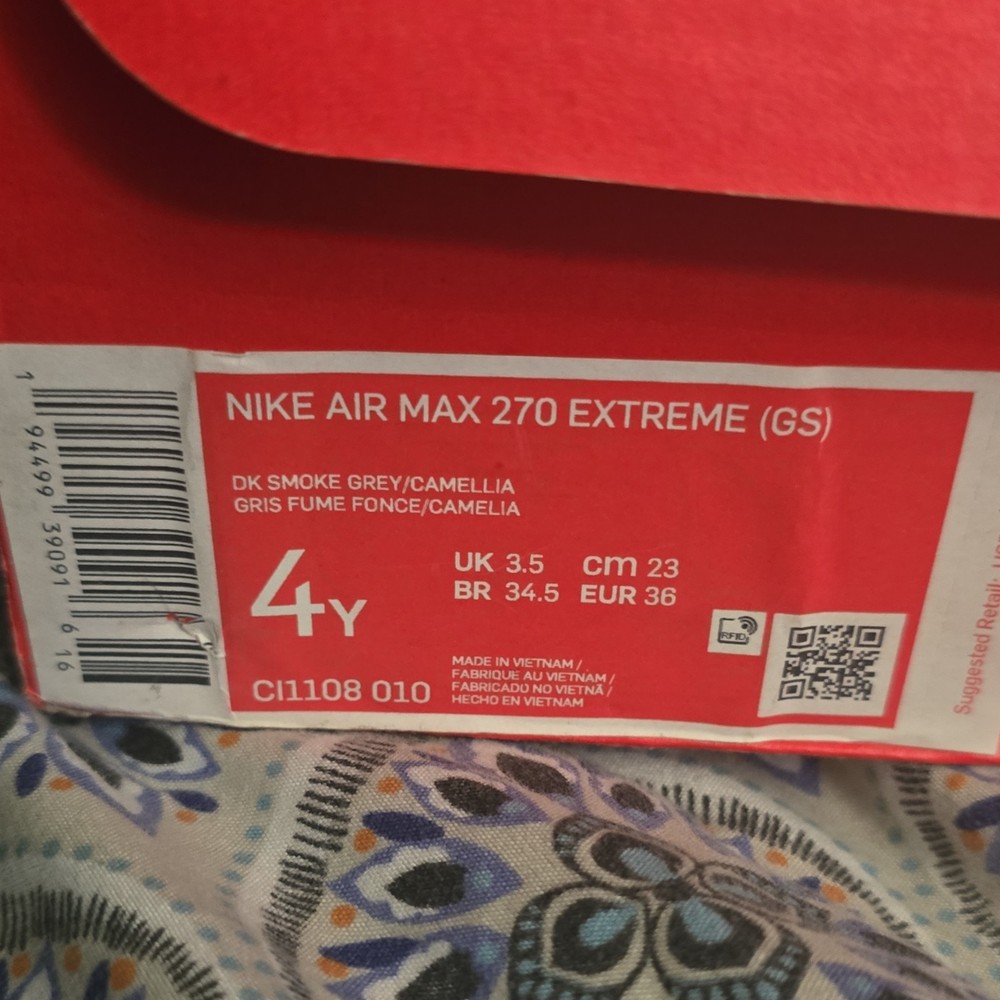 NIKE AIR MAX 270 EXTREME (GS)
DK SMOKE GREY/CAMELLIA
GRIS FUME FONCE/CAMELIA
4Y
UK 3.5 cm 23
BR 34.5 EUR 36
CI1108 010
MADE IN VIETNAM /
FABRIQUE AU VIETNAM /
FABRICADO NO VIETNÃ /
HECHO EN VIETNAM
RFID
1 94499 39091 6 16
Suggested Retail: